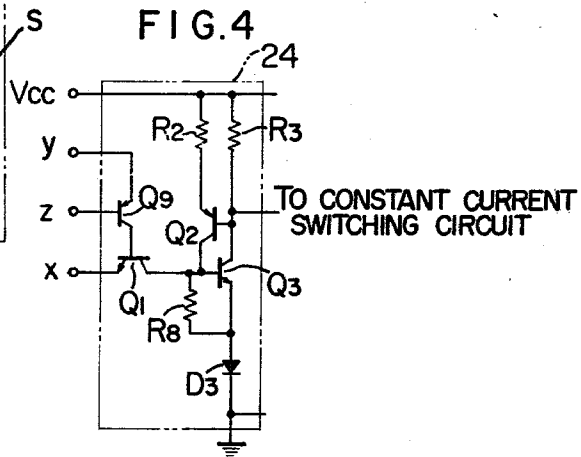 S
FIG.4
24
Vcc
R2
R3
y
Q9
z
TO CONSTANT CURRENT
SWITCHING CIRCUIT
Q2
x
Q1
Q3
R8
D3